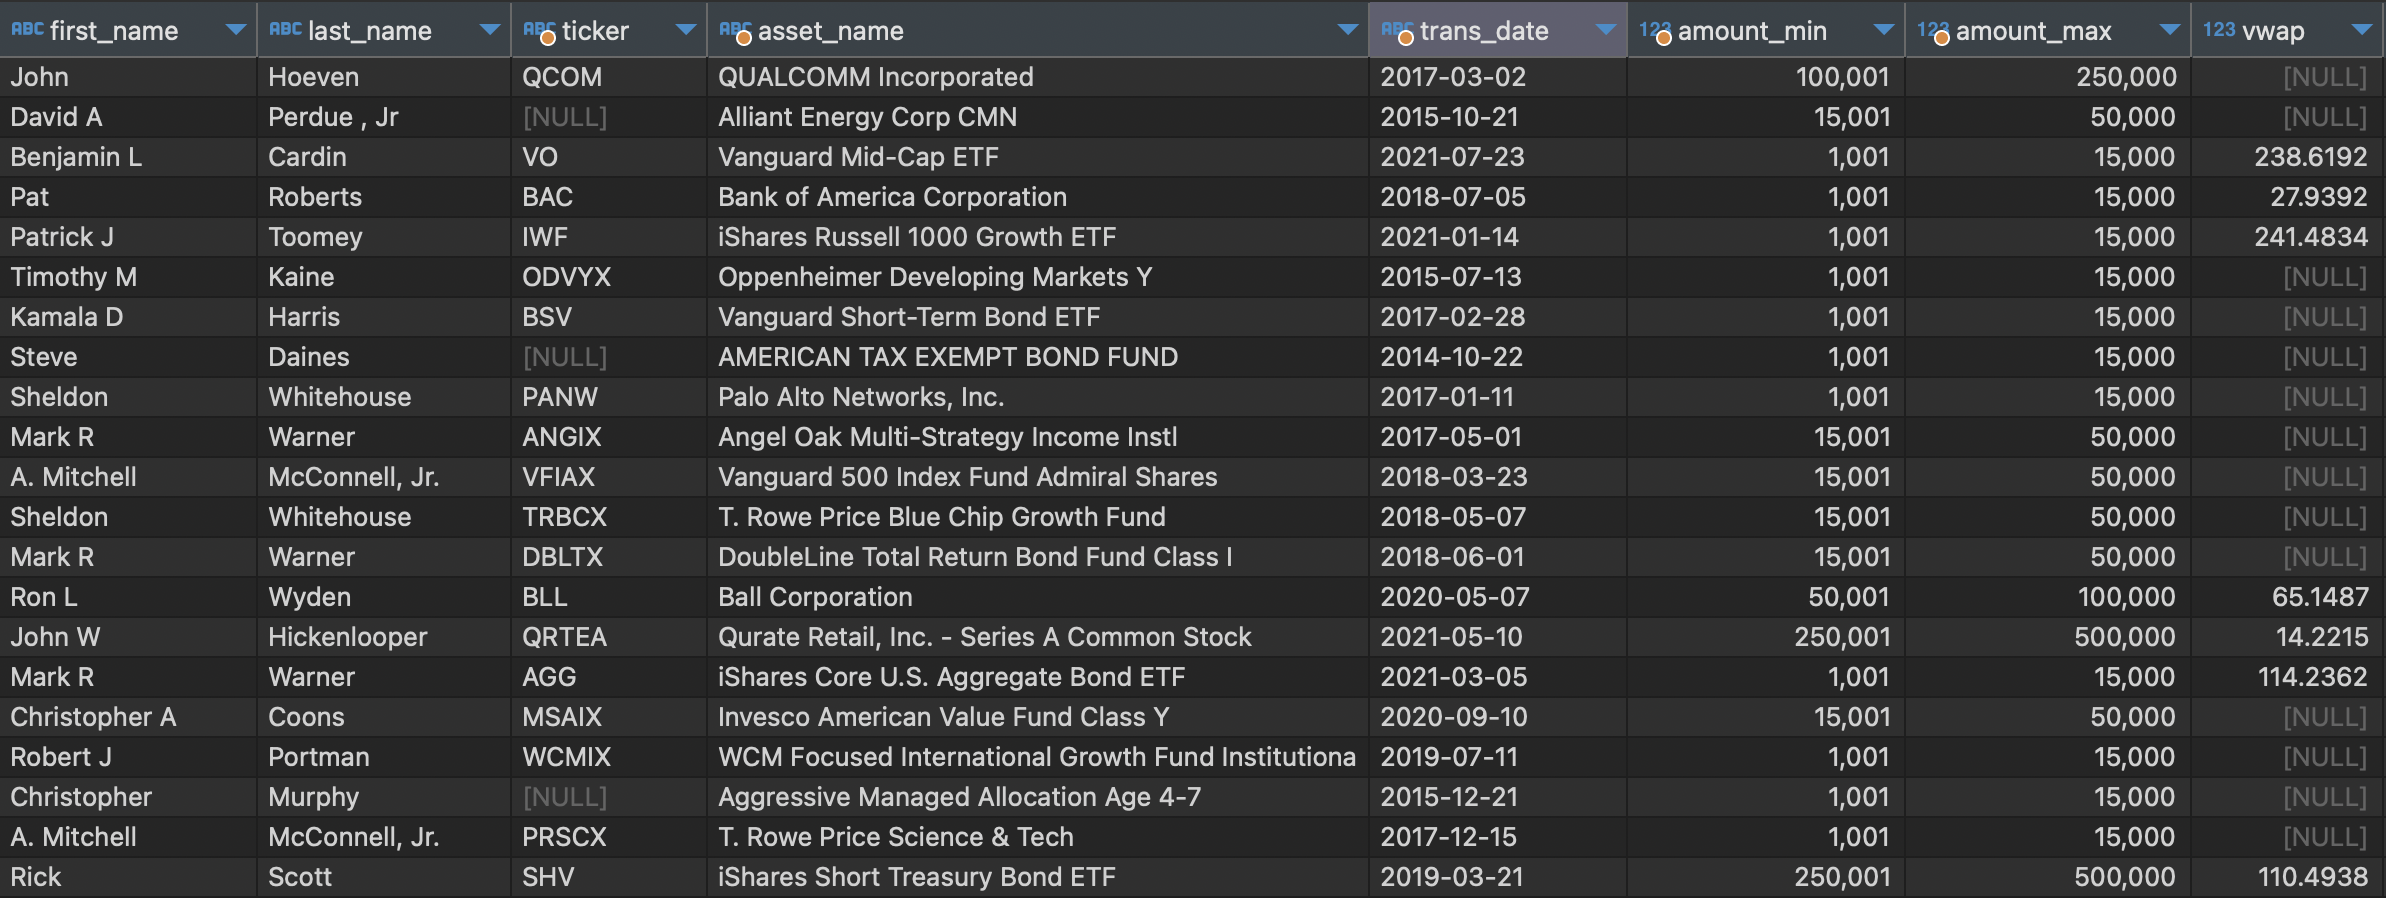 ABC first_name ABC last_name ABC ticker ABC asset_name ABC trans_date 123 amount_min 123 amount_max 123 vwap
John Hoeven QCOM QUALCOMM Incorporated 2017-03-02 100,001 250,000 [NULL]
David A Perdue , Jr [NULL] Alliant Energy Corp CMN 2015-10-21 15,001 50,000 [NULL]
Benjamin L Cardin VO Vanguard Mid-Cap ETF 2021-07-23 1,001 15,000 238.6192
Pat Roberts BAC Bank of America Corporation 2018-07-05 1,001 15,000 27.9392
Patrick J Toomey IWF iShares Russell 1000 Growth ETF 2021-01-14 1,001 15,000 241.4834
Timothy M Kaine ODVYX Oppenheimer Developing Markets Y 2015-07-13 1,001 15,000 [NULL]
Kamala D Harris BSV Vanguard Short-Term Bond ETF 2017-02-28 1,001 15,000 [NULL]
Steve Daines [NULL] AMERICAN TAX EXEMPT BOND FUND 2014-10-22 1,001 15,000 [NULL]
Sheldon Whitehouse PANW Palo Alto Networks, Inc. 2017-01-11 1,001 15,000 [NULL]
Mark R Warner ANGIX Angel Oak Multi-Strategy Income Instl 2017-05-01 15,001 50,000 [NULL]
A. Mitchell McConnell, Jr. VFIAX Vanguard 500 Index Fund Admiral Shares 2018-03-23 15,001 50,000 [NULL]
Sheldon Whitehouse TRBCX T. Rowe Price Blue Chip Growth Fund 2018-05-07 15,001 50,000 [NULL]
Mark R Warner DBLTX DoubleLine Total Return Bond Fund Class I 2018-06-01 15,001 50,000 [NULL]
Ron L Wyden BLL Ball Corporation 2020-05-07 50,001 100,000 65.1487
John W Hickenlooper QRTEA Qurate Retail, Inc. - Series A Common Stock 2021-05-10 250,001 500,000 14.2215
Mark R Warner AGG iShares Core U.S. Aggregate Bond ETF 2021-03-05 1,001 15,000 114.2362
Christopher A Coons MSAIX Invesco American Value Fund Class Y 2020-09-10 15,001 50,000 [NULL]
Robert J Portman WCMIX WCM Focused International Growth Fund Institutiona 2019-07-11 1,001 15,000 [NULL]
Christopher Murphy [NULL] Aggressive Managed Allocation Age 4-7 2015-12-21 1,001 15,000 [NULL]
A. Mitchell McConnell, Jr. PRSCX T. Rowe Price Science & Tech 2017-12-15 1,001 15,000 [NULL]
Rick Scott SHV iShares Short Treasury Bond ETF 2019-03-21 250,001 500,000 110.4938